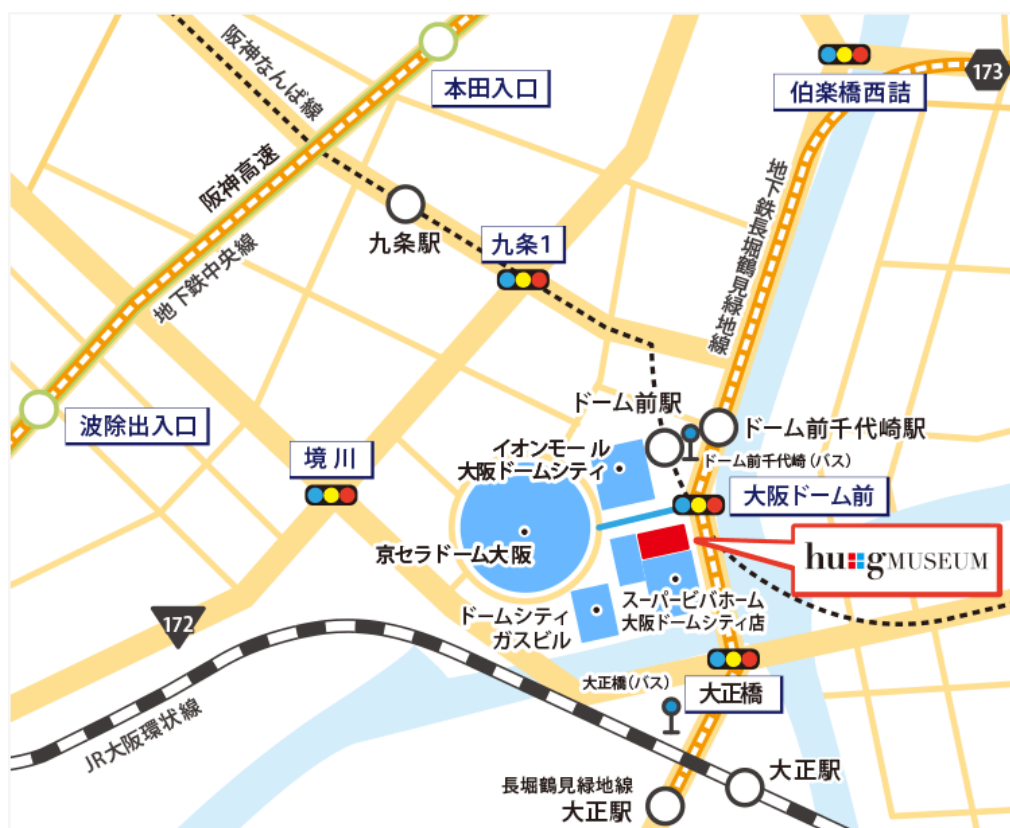 阪神なんば線
本田入口
伯楽橋西詰
173
阪神高速
地下鉄中央線
九条駅
九条1
地下鉄長堀鶴見緑地線
波除出入口
境川
ドーム前駅
ドーム前千代崎駅
ドーム前千代崎（バス）
イオンモール
大阪ドームシティ
大阪ドーム前
京セラドーム大阪
hu gMUSEUM
スーパービバホーム
大阪ドームシティ店
ドームシティ
ガスビル
172
大正橋（バス）
大正橋
JR大阪環状線
大正駅
長堀鶴見緑地線
大正駅